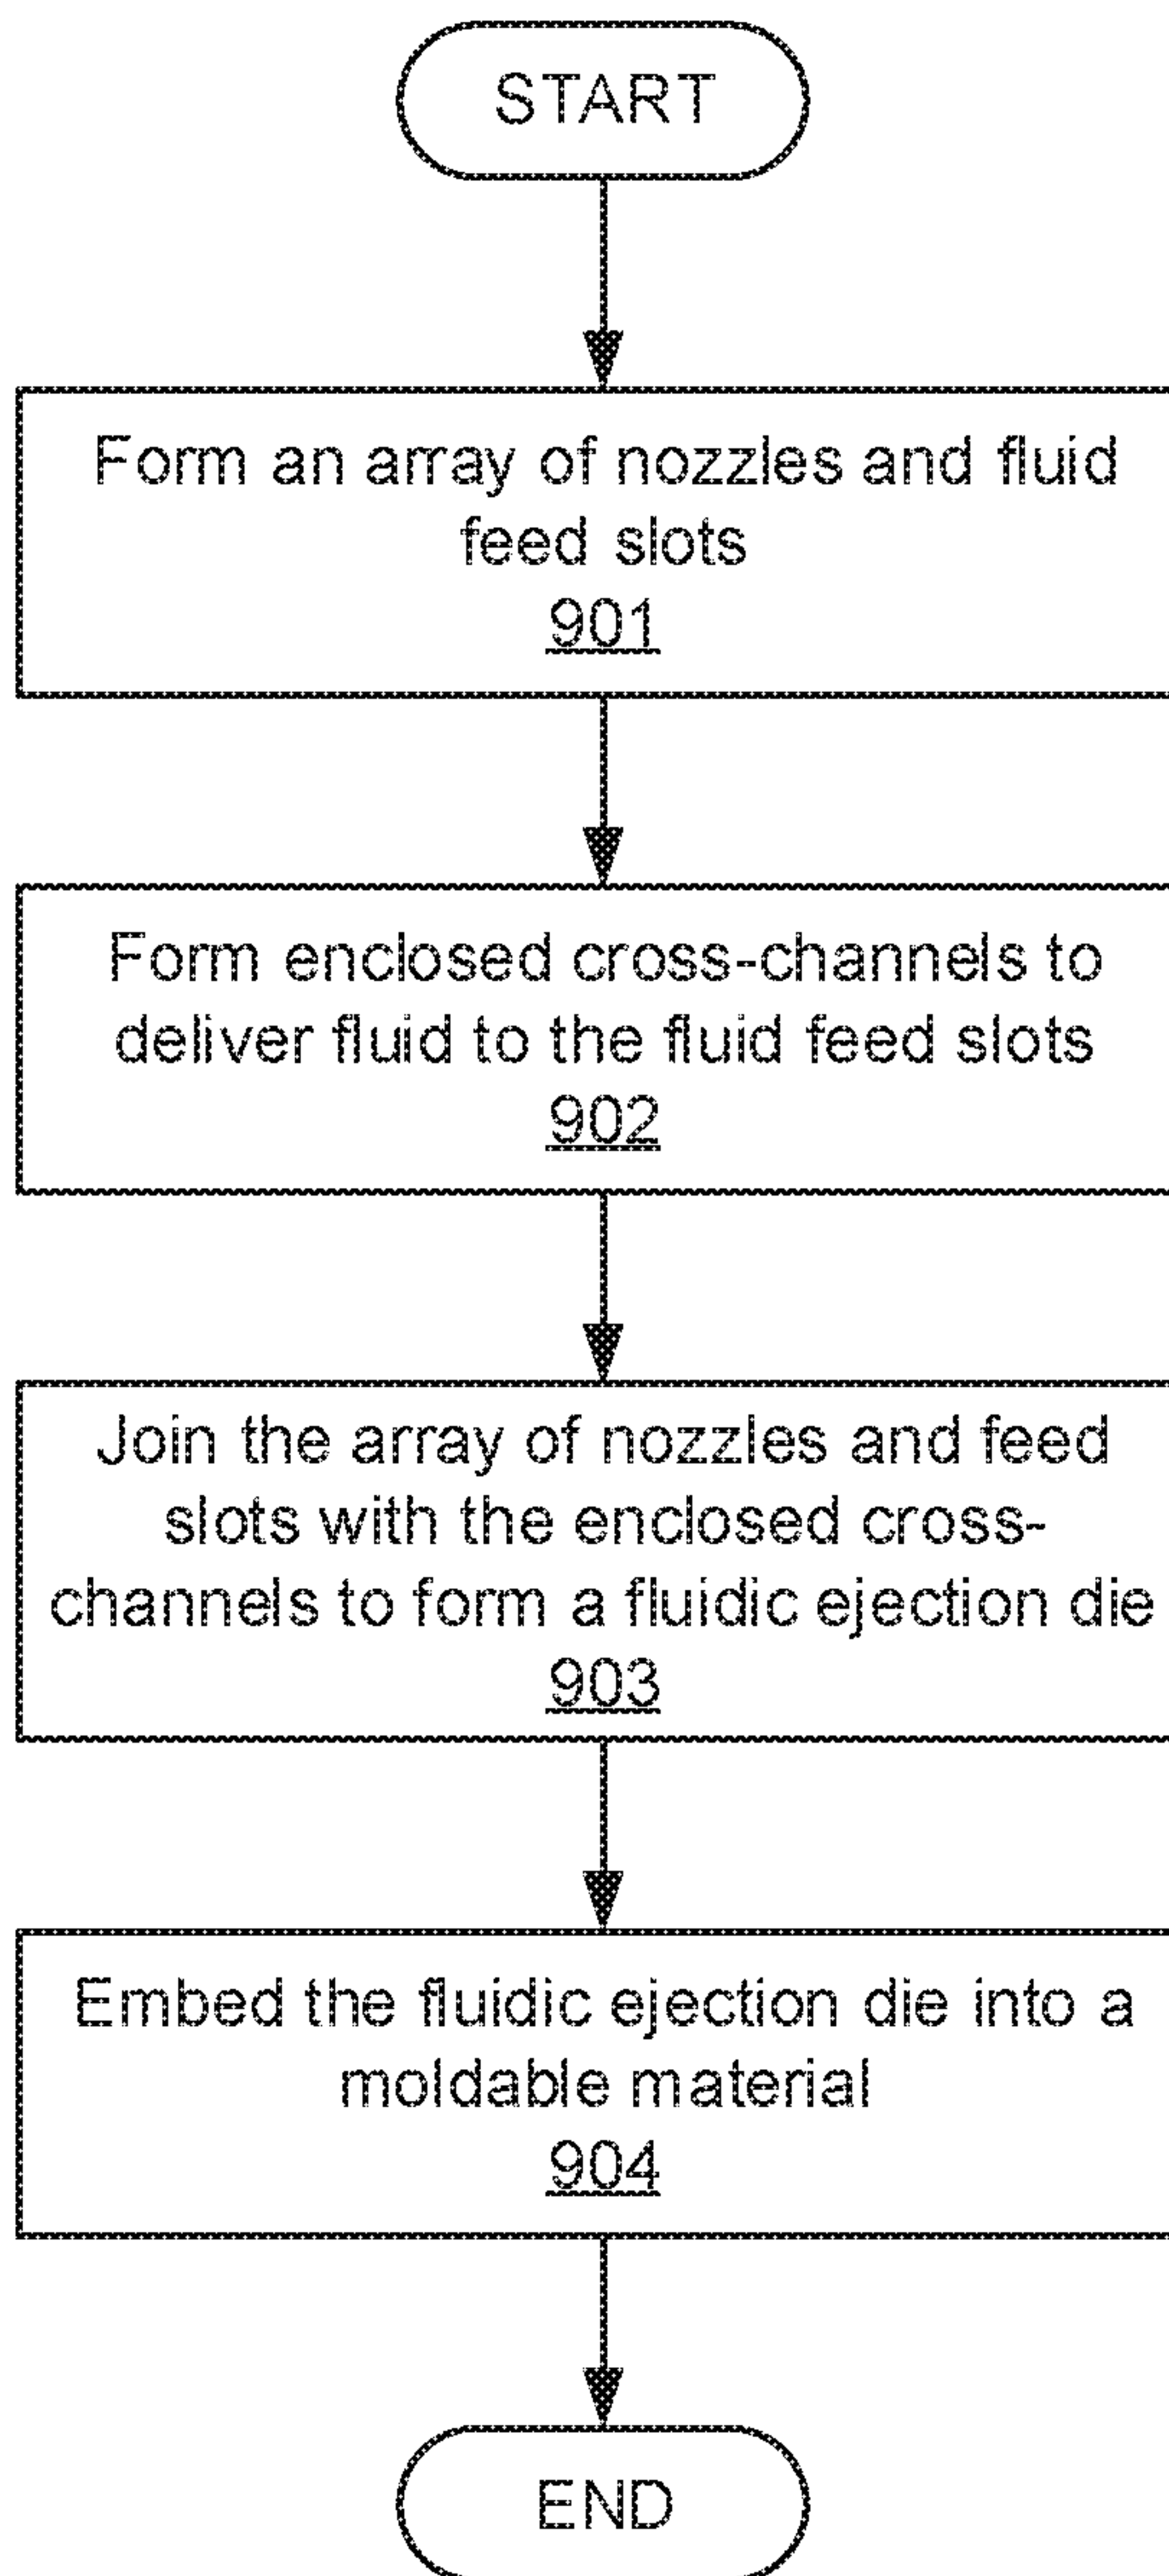 START
Form an array of nozzles and fluid
feed slots
901
Form enclosed cross-channels to
deliver fluid to the fluid feed slots
902
Join the array of nozzles and feed
slots with the enclosed cross-
channels to form a fluidic ejection die
903
Embed the fluidic ejection die into a
moldable material
904
END